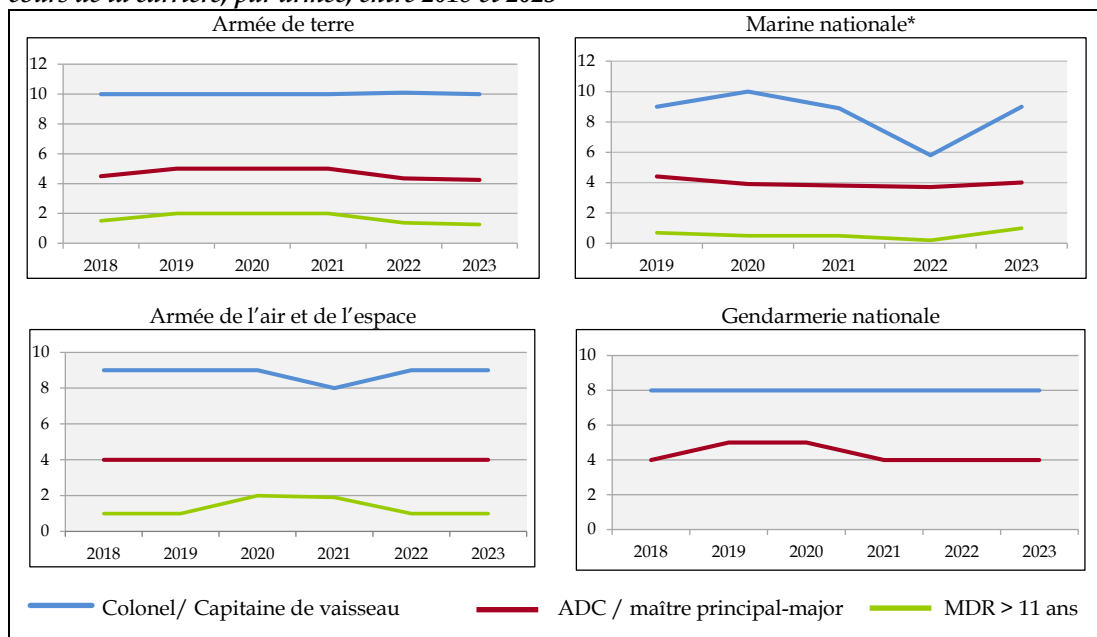 cours de la carrière, par armée, entre 2018 et 2023
Armée de terre
12
10
8
6
4
2
0
2018 2019 2020 2021 2022 2023
Marine nationale*
12
10
8
6
4
2
0
2019 2020 2021 2022 2023
Armée de l'air et de l'espace
10
8
6
4
2
0
2018 2019 2020 2021 2022 2023
Gendarmerie nationale
10
8
6
4
2
0
2018 2019 2020 2021 2022 2023
Colonel/ Capitaine de vaisseau ADC / maître principal-major MDR > 11 ans